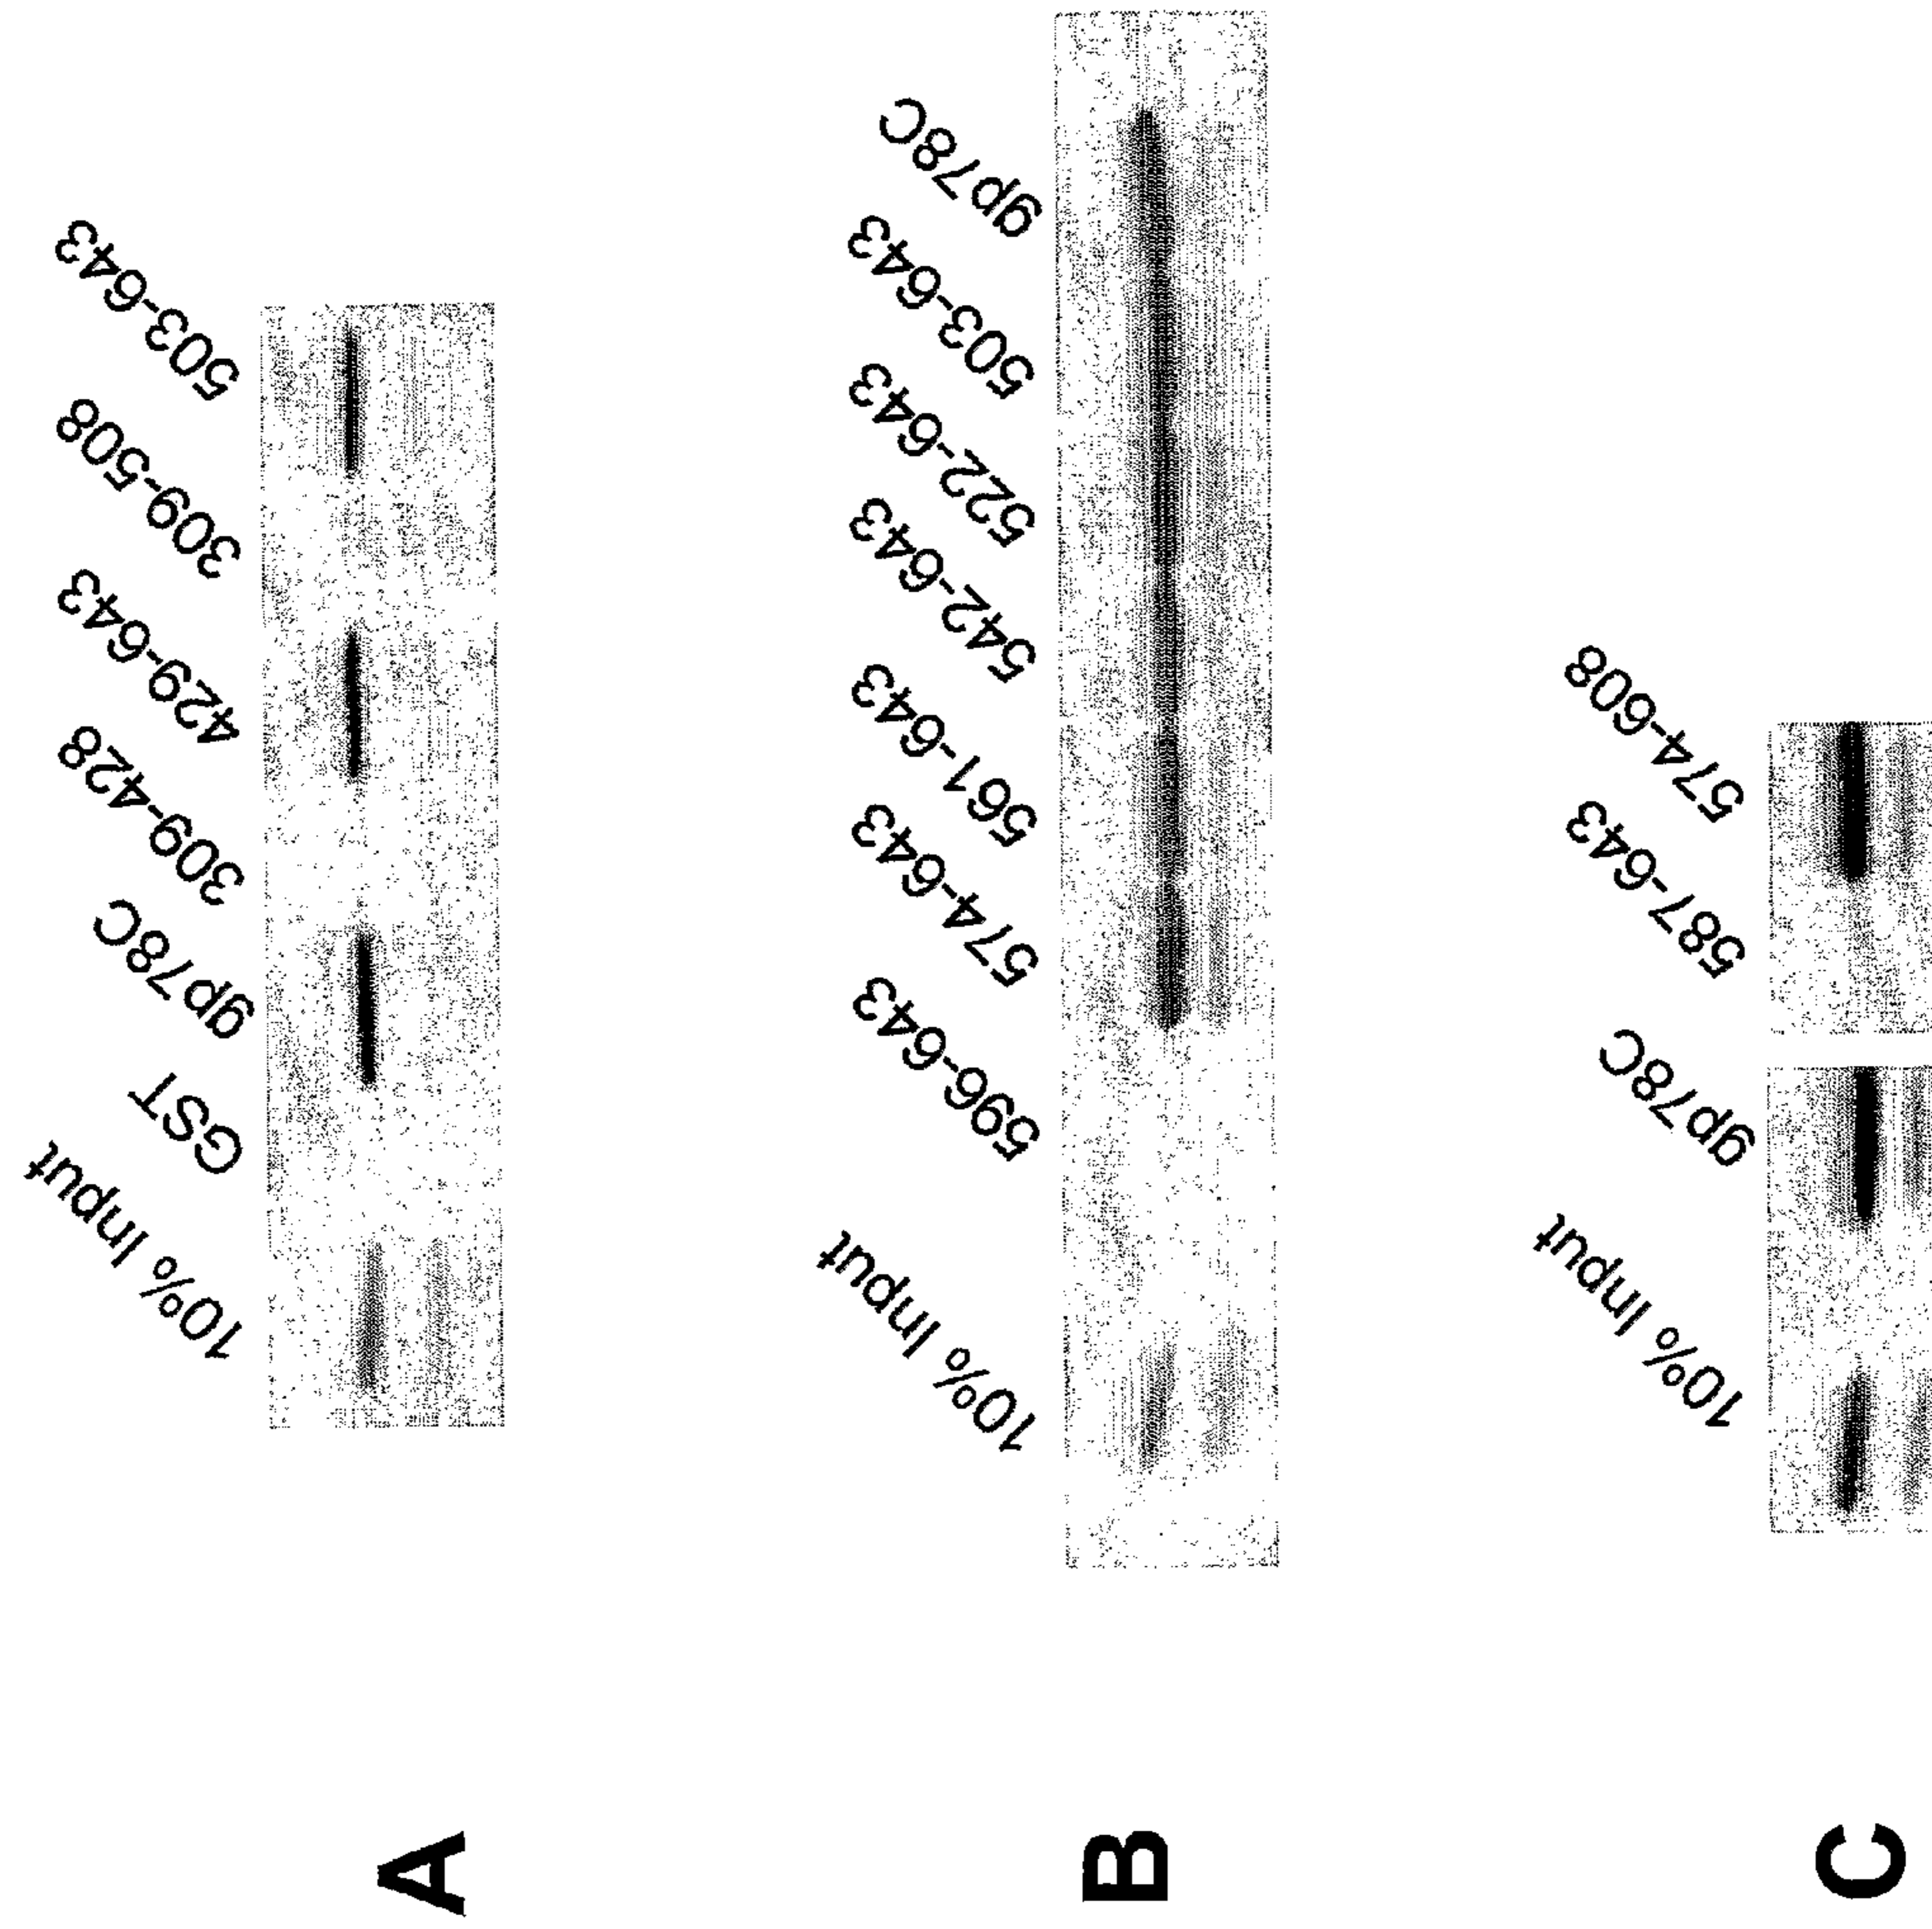 A
10% Input
GST
gp78C
309-428
429-643
309-508
503-643
B
10% Input
596-643
574-643
561-643
542-643
522-643
503-643
gp78C
C
10% Input
gp78C
587-643
574-608